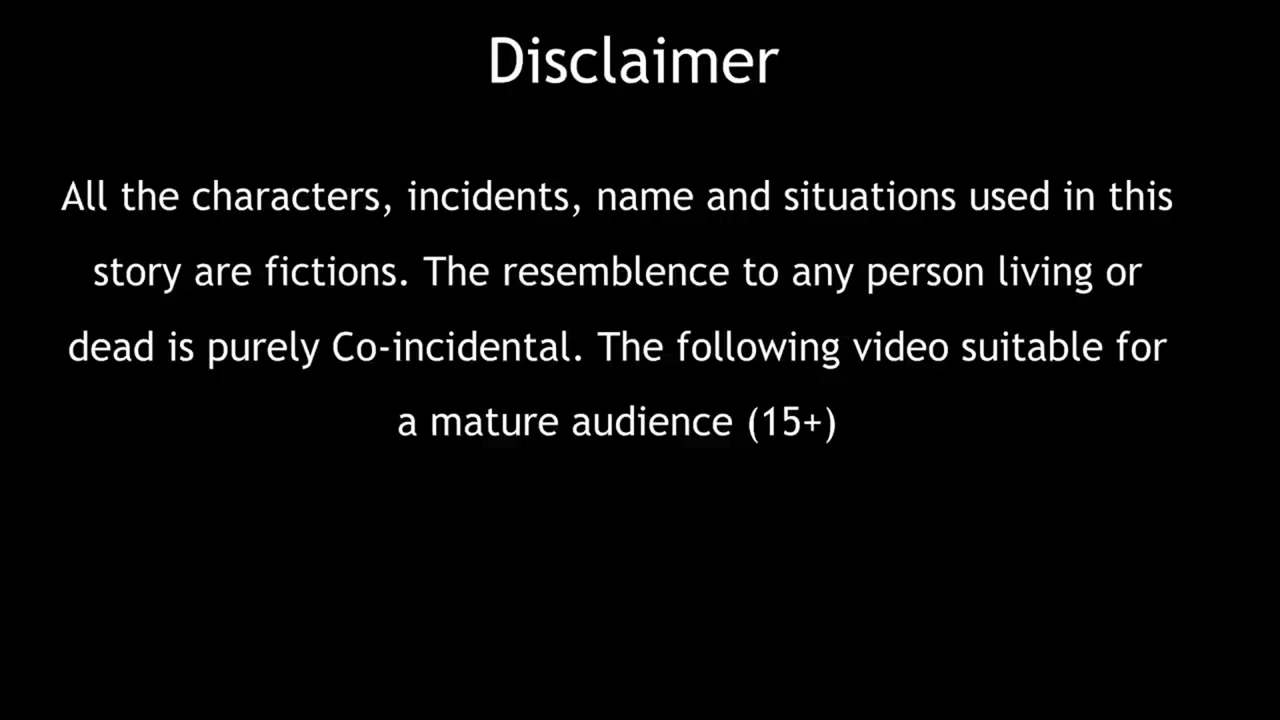 Disclaimer
All the characters, incidents, name and situations used in this
story are fictions. The resemblence to any person living or
dead is purely Co-incidental. The following video suitable for
a mature audience (15+)